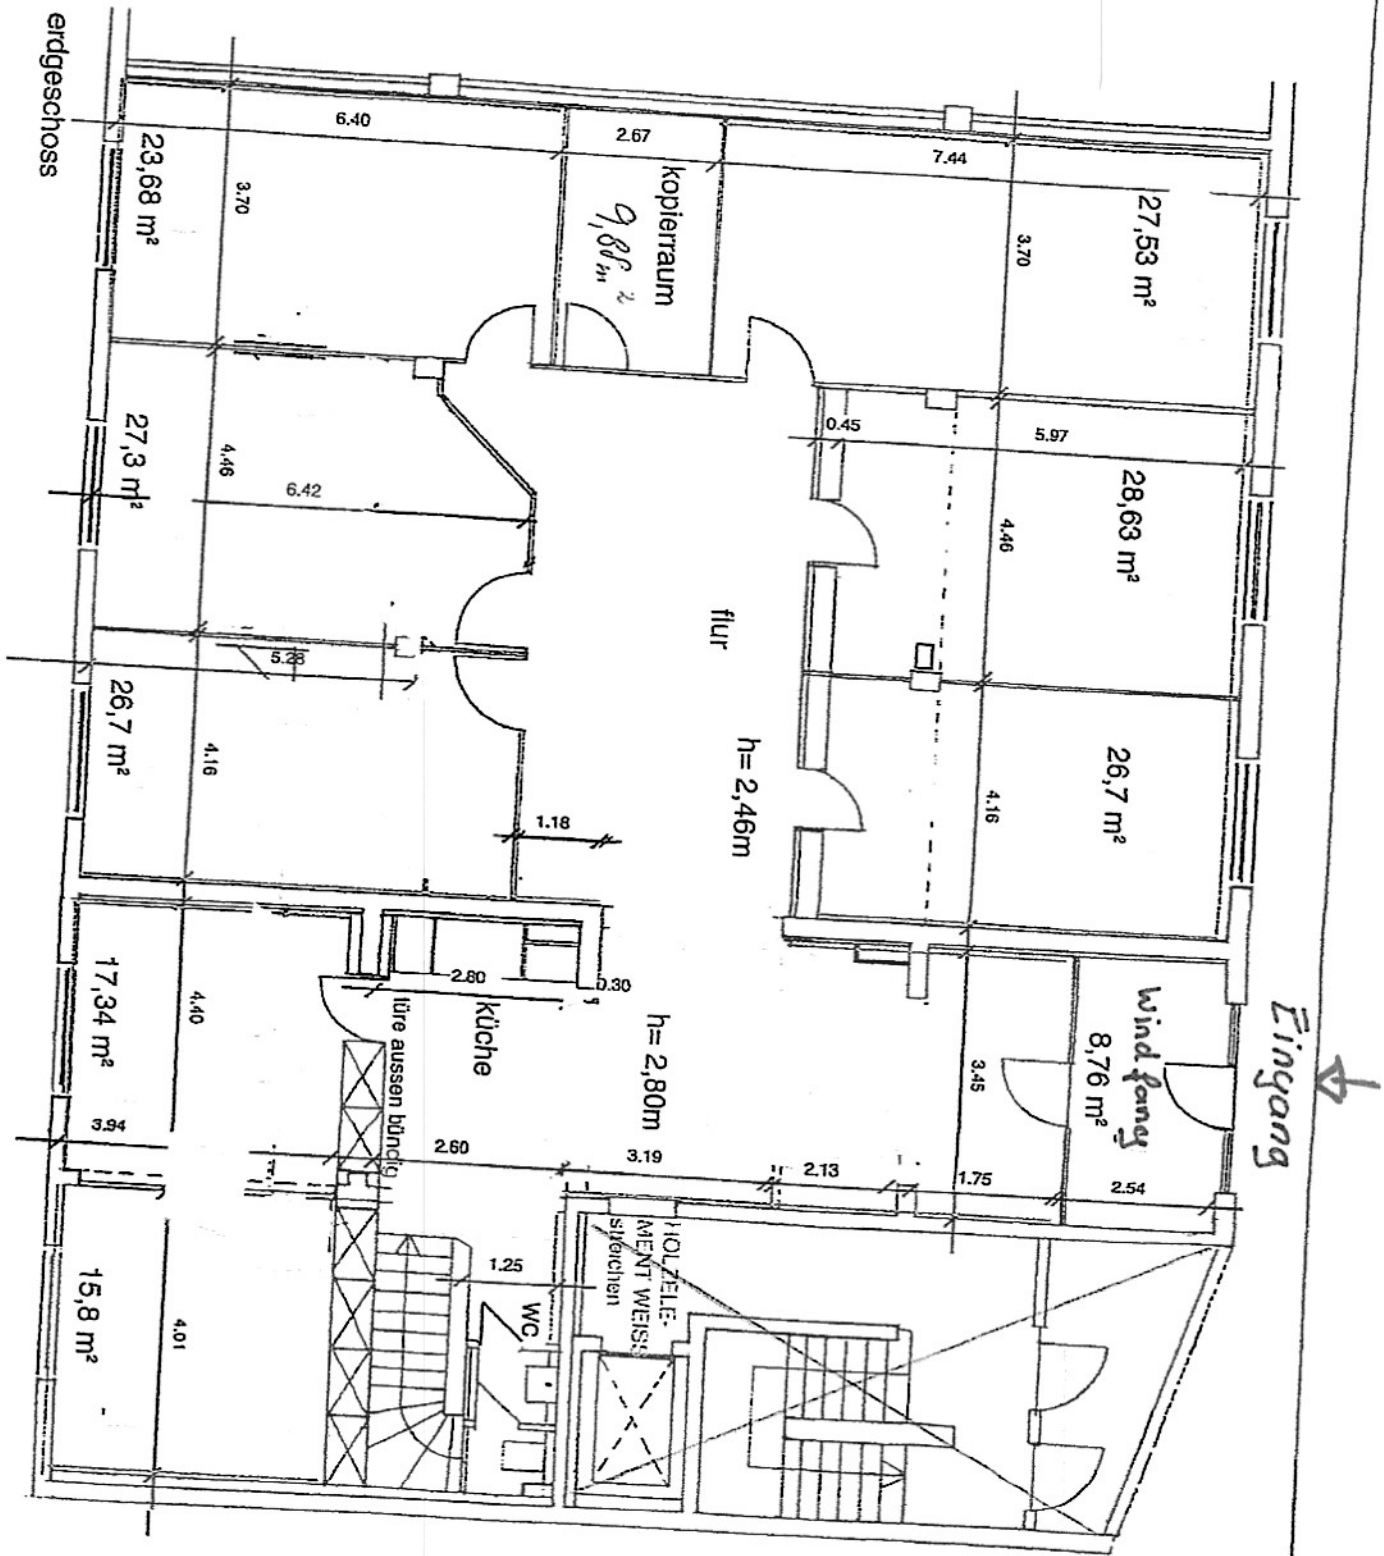 erdgeschoss
6.40
2.67
7.44
23,68 m²
3.70
kopierraum
9,88 m²
27,53 m²
3.70
0.45
5.97
27,3 m²
4.46
6.42
28,63 m²
4.46
flur
5.28
26,7 m²
4.16
h= 2,46m
26,7 m²
4.16
1.18
2.80
0.30
küche
türe aussen bündig
h= 2,80m
17,34 m²
4.40
3.45
Windfang
8,76 m²
Eingang
3.94
2.60
3.19
2.13
1.75
2.54
15,8 m²
4.01
1.25
WC
HOLZELE-
MENT WEISS
streichen